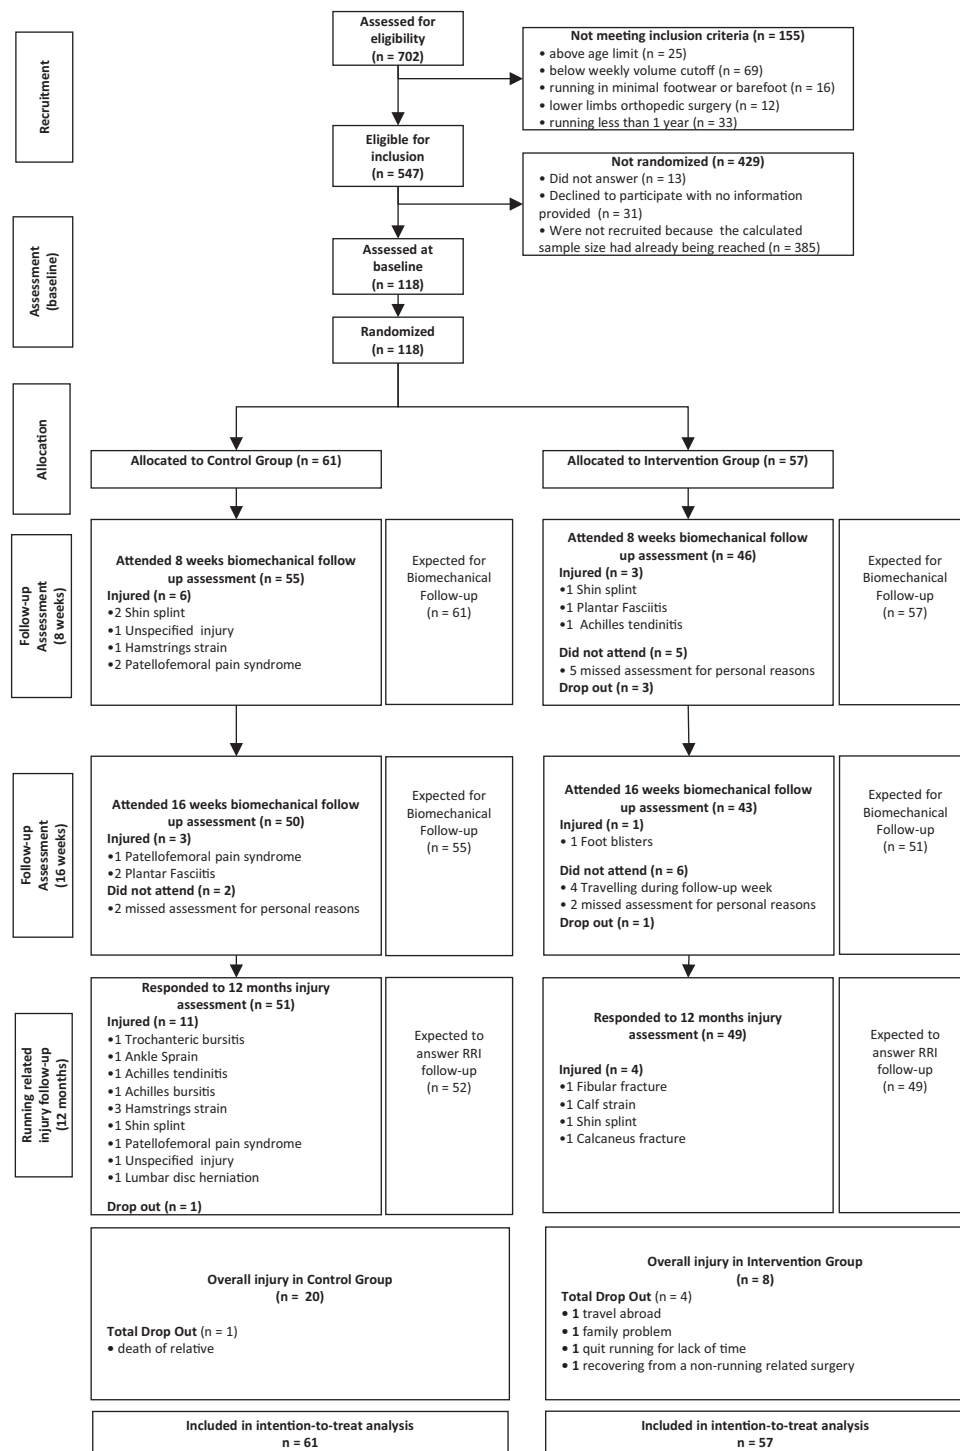 Recruitment
Assessed for
eligibility
(n = 702)
Not meeting inclusion criteria (n = 155)
• above age limit (n = 25)
• below weekly volume cutoff (n = 69)
• running in minimal footwear or barefoot (n = 16)
• lower limbs orthopedic surgery (n = 12)
• running less than 1 year (n = 33)
Eligible for
inclusion
(n = 547)
Not randomized (n = 429)
• Did not answer (n = 13)
• Declined to participate with no information
provided (n = 31)
• Were not recruited because the calculated
sample size had already being reached (n = 385)
Assessment
(baseline)
Assessed at
baseline
(n = 118)
Randomized
(n = 118)
Allocation
Allocated to Control Group (n = 61)
Allocated to Intervention Group (n = 57)
Follow-up
Assessment
(8 weeks)
Attended 8 weeks biomechanical follow
up assessment (n = 55)
Injured (n = 6)
•2 Shin splint
•1 Unspecified injury
•1 Hamstrings strain
•2 Patellofemoral pain syndrome
Expected for
Biomechanical
Follow-up
(n = 61)
Attended 8 weeks biomechanical follow
up assessment (n = 46)
Injured (n = 3)
•1 Shin splint
•1 Plantar Fasciitis
•1 Achilles tendinitis
Did not attend (n = 5)
• 5 missed assessment for personal reasons
Drop out (n = 3)
Expected for
Biomechanical
Follow-up
(n = 57)
Follow-up
Assessment
(16 weeks)
Attended 16 weeks biomechanical follow
up assessment (n = 50)
Injured (n = 3)
•1 Patellofemoral pain syndrome
•2 Plantar Fasciitis
Did not attend (n = 2)
•2 missed assessment for personal reasons
Expected for
Biomechanical
Follow-up
(n = 55)
Attended 16 weeks biomechanical follow
up assessment (n = 43)
Injured (n = 1)
• 1 Foot blisters
Did not attend (n = 6)
• 4 Travelling during follow-up week
• 2 missed assessment for personal reasons
Drop out (n = 1)
Expected for
Biomechanical
Follow-up
(n = 51)
Running related
injury follow-up
(12 months)
Responded to 12 months injury
assessment (n = 51)
Injured (n = 11)
•1 Trochanteric bursitis
•1 Ankle Sprain
•1 Achilles tendinitis
•1 Achilles bursitis
•3 Hamstrings strain
•1 Shin splint
•1 Patellofemoral pain syndrome
•1 Unspecified injury
•1 Lumbar disc herniation
Drop out (n = 1)
Expected to
answer RRI
follow-up
(n = 52)
Responded to 12 months injury
assessment (n = 49)
Injured (n = 4)
•1 Fibular fracture
•1 Calf strain
•1 Shin splint
•1 Calcaneus fracture
Expected to
answer RRI
follow-up
(n = 49)
Overall injury in Control Group
(n = 20)
Total Drop Out (n = 1)
• death of relative
Overall injury in Intervention Group
(n = 8)
Total Drop Out (n = 4)
• 1 travel abroad
• 1 family problem
• 1 quit running for lack of time
• 1 recovering from a non-running related surgery
Included in intention-to-treat analysis
n = 61
Included in intention-to-treat analysis
n = 57